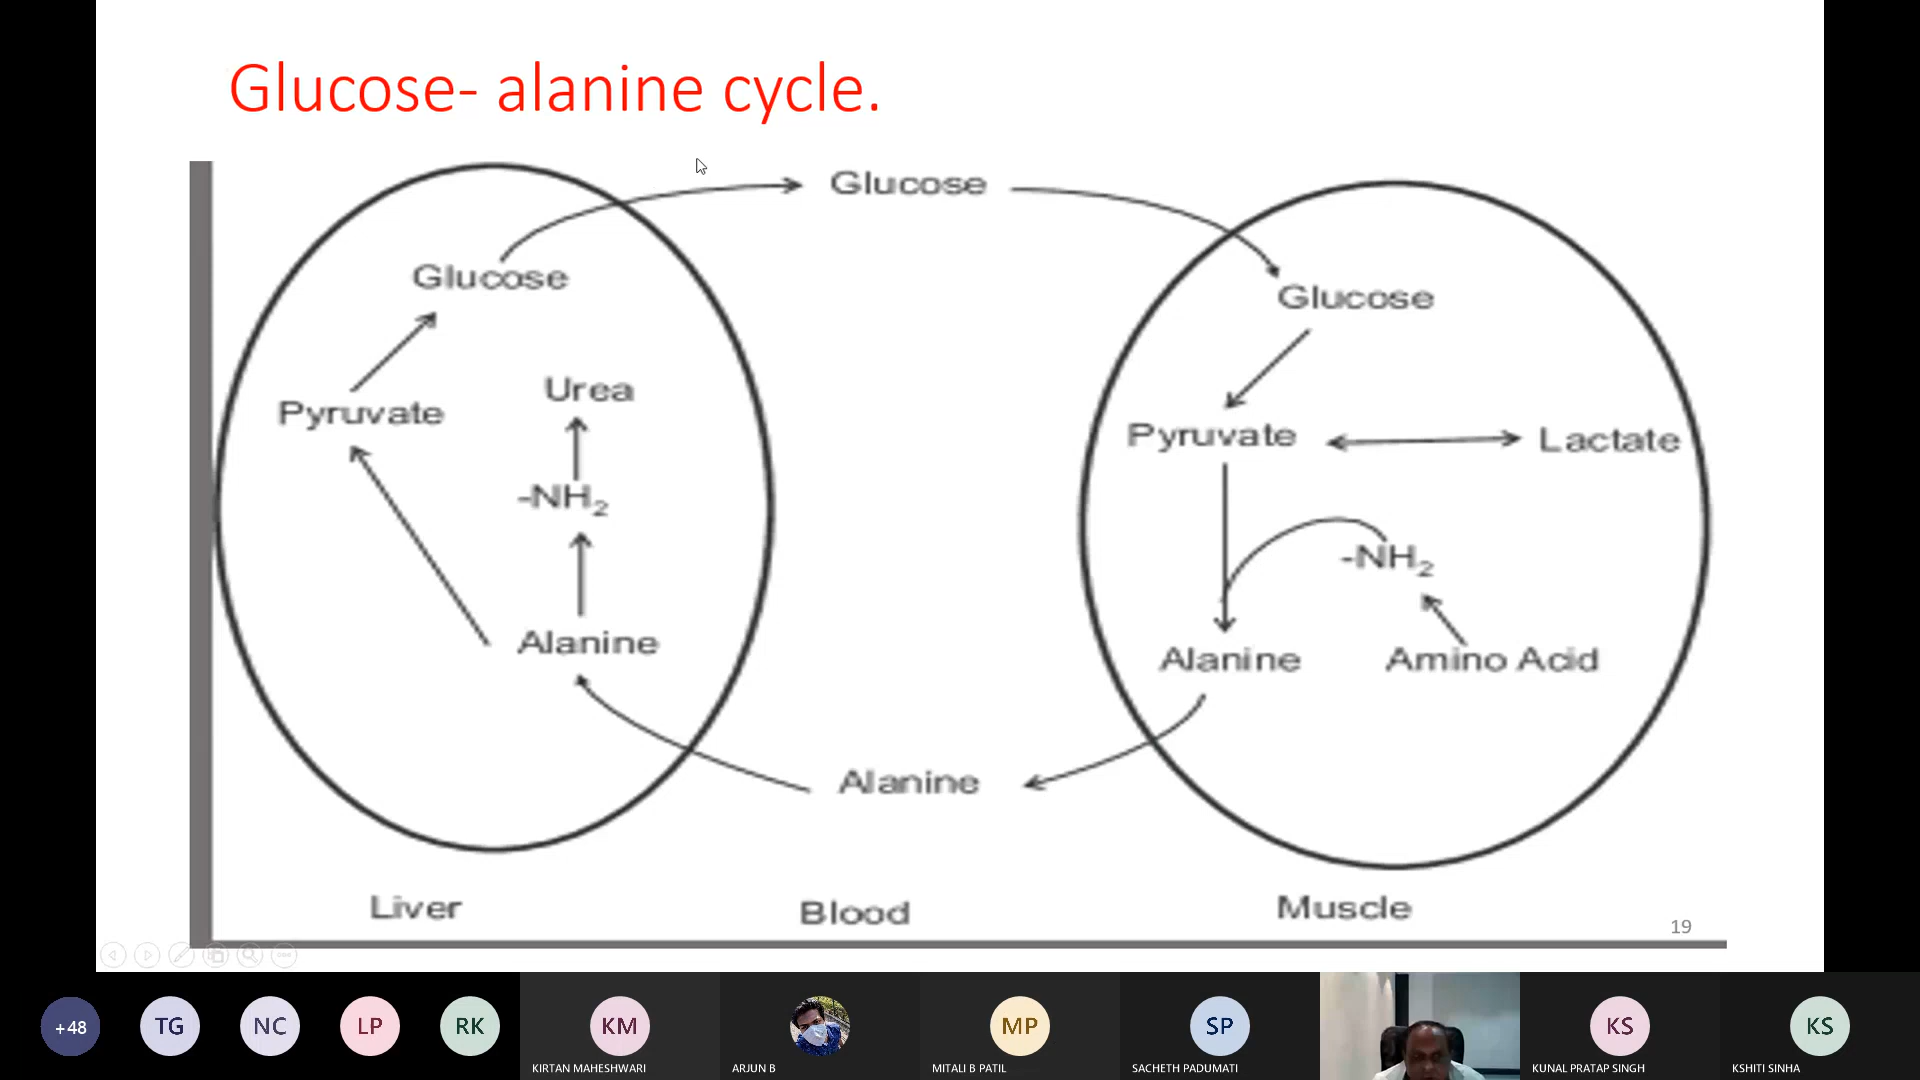 Glucose- alanine cycle.
Glucose
Glucose
Glucose
Pyruvate
Urea
-NH2
Alanine
Pyruvate
Lactate
-NH2
Alanine
Amino Acid
Alanine
Liver
Blood
Muscle
19
+48
TG
NC
LP
RK
KM
KIRTAN MAHESHWARI
ARJUN B
MP
MITALI B PATIL
SP
SACHETH PADUMATI
KS
KUNAL PRATAP SINGH
KS
KSHITI SINHA